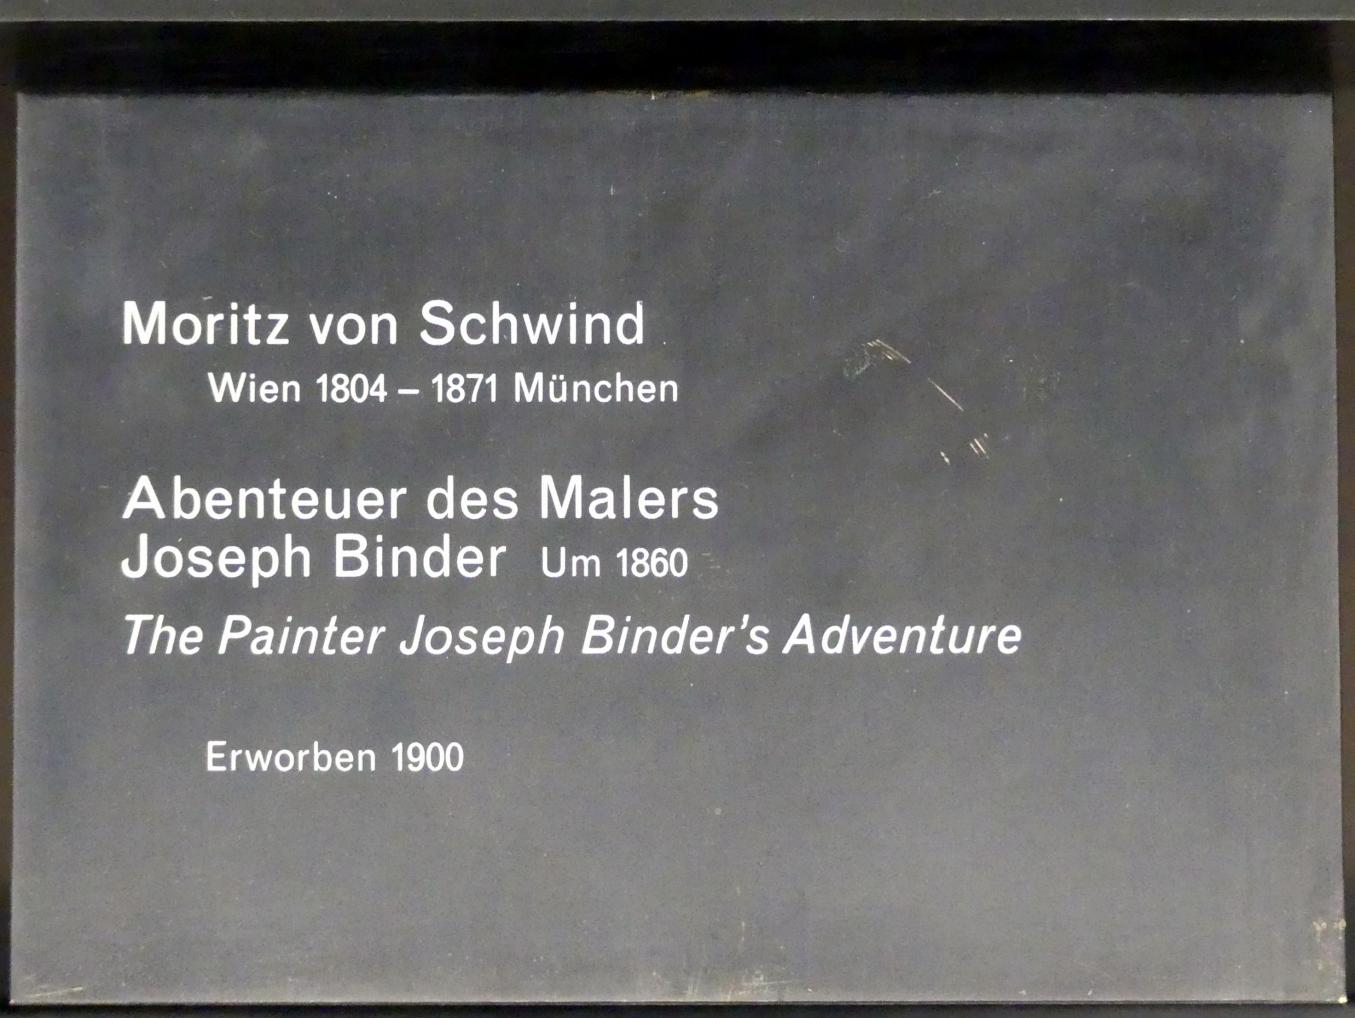 Moritz von Schwind
Wien 1804 – 1871 München
Abenteuer des Malers
Joseph Binder Um 1860
The Painter Joseph Binder's Adventure
Erworben 1900